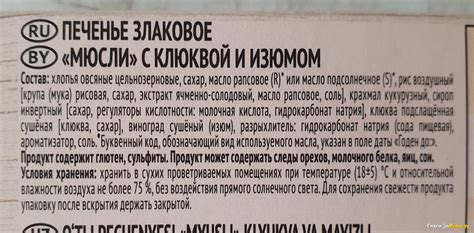 RU ПЕЧЕНЬЕ ЗЛАКОВОЕ
BY «МЮСЛИ» С КЛЮКВОЙ И ИЗЮМОМ
Состав: хлопья овсяные цельнозерновые, сахар, масло рапсовое (R)* или масло подсолнечное (S)*, рис воздушный
[крупа (мука) рисовая, сахар, экстракт ячменно-солодовый, масло рапсовое, соль], крахмал кукурузный, сироп
инвертный [сахар, регуляторы кислотности: молочная кислота, гидрокарбонат натрия], клюква подслащённая
сушёная [клюква, сахар], виноград сушёный (изюм), разрыхлитель: гидрокарбонат натрия (сода пищевая),
ароматизатор, соль. *Буквенный код, обозначающий вид используемого масла, указан в поле даты «Годен до:».
Продукт содержит глютен, сульфиты. Продукт может содержать следы орехов, молочного белка, яиц, сои.
Условия хранения: хранить в сухих проветриваемых помещениях при температуре (18±5) °С и относительной
влажности воздуха не более 75 %, без воздействия прямого солнечного света. Для сохранения свежести продукта
упаковку после вскрытия держать закрытой.
UZ O'TLI PECHENYESI «MYUSLI» KLYUKVA VA MAYIZLI